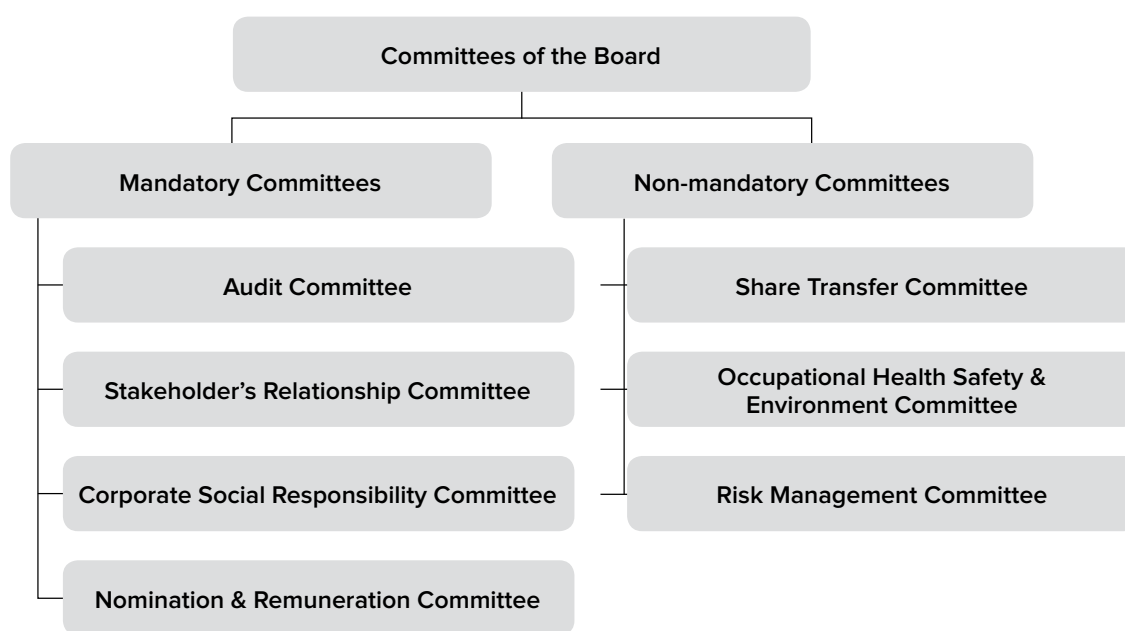 Committees of the Board
Mandatory Committees
Audit Committee
Stakeholder’s Relationship Committee
Corporate Social Responsibility Committee
Nomination & Remuneration Committee
Non-mandatory Committees
Share Transfer Committee
Occupational Health Safety &
Environment Committee
Risk Management Committee